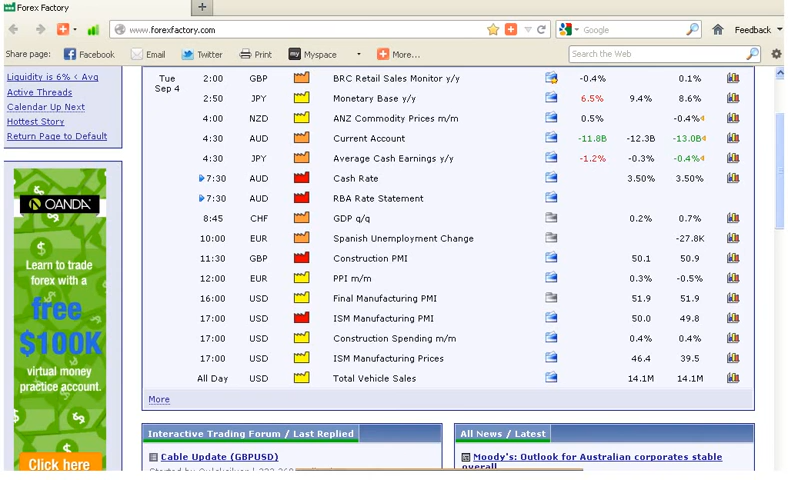 Forex Factory
+
www.forexfactory.com
Google
Feedback
Share page:
Facebook
Email
Twitter
Print
my Myspace
More...
Search the Web
Liquidity is 6% < Avg
Active Threads
Calendar Up Next
Hottest Story
Return Page to Default
OANDA
Learn to trade
forex with a
free
$100K
virtual money
practice account.
Click here
Tue
Sep 4
2:00 GBP BRC Retail Sales Monitor y/y -0.4% 0.1%
2:50 JPY Monetary Base y/y 6.5% 9.4% 8.6%
4:00 NZD ANZ Commodity Prices m/m 0.5% -0.4%
4:30 AUD Current Account -11.8B -12.3B -13.0B
4:30 JPY Average Cash Earnings y/y -1.2% -0.3% -0.4%
7:30 AUD Cash Rate 3.50% 3.50%
7:30 AUD RBA Rate Statement
8:45 CHF GDP q/q 0.2% 0.7%
10:00 EUR Spanish Unemployment Change -27.8K
11:30 GBP Construction PMI 50.1 50.9
12:00 EUR PPI m/m 0.3% -0.5%
16:00 USD Final Manufacturing PMI 51.9 51.9
17:00 USD ISM Manufacturing PMI 50.0 49.8
17:00 USD Construction Spending m/m 0.4% 0.4%
17:00 USD ISM Manufacturing Prices 46.4 39.5
All Day USD Total Vehicle Sales 14.1M 14.1M
More
Interactive Trading Forum / Last Replied
Cable Update (GBPUSD)
Started by
All News / Latest
Moody's: Outlook for Australian corporates stable
overall